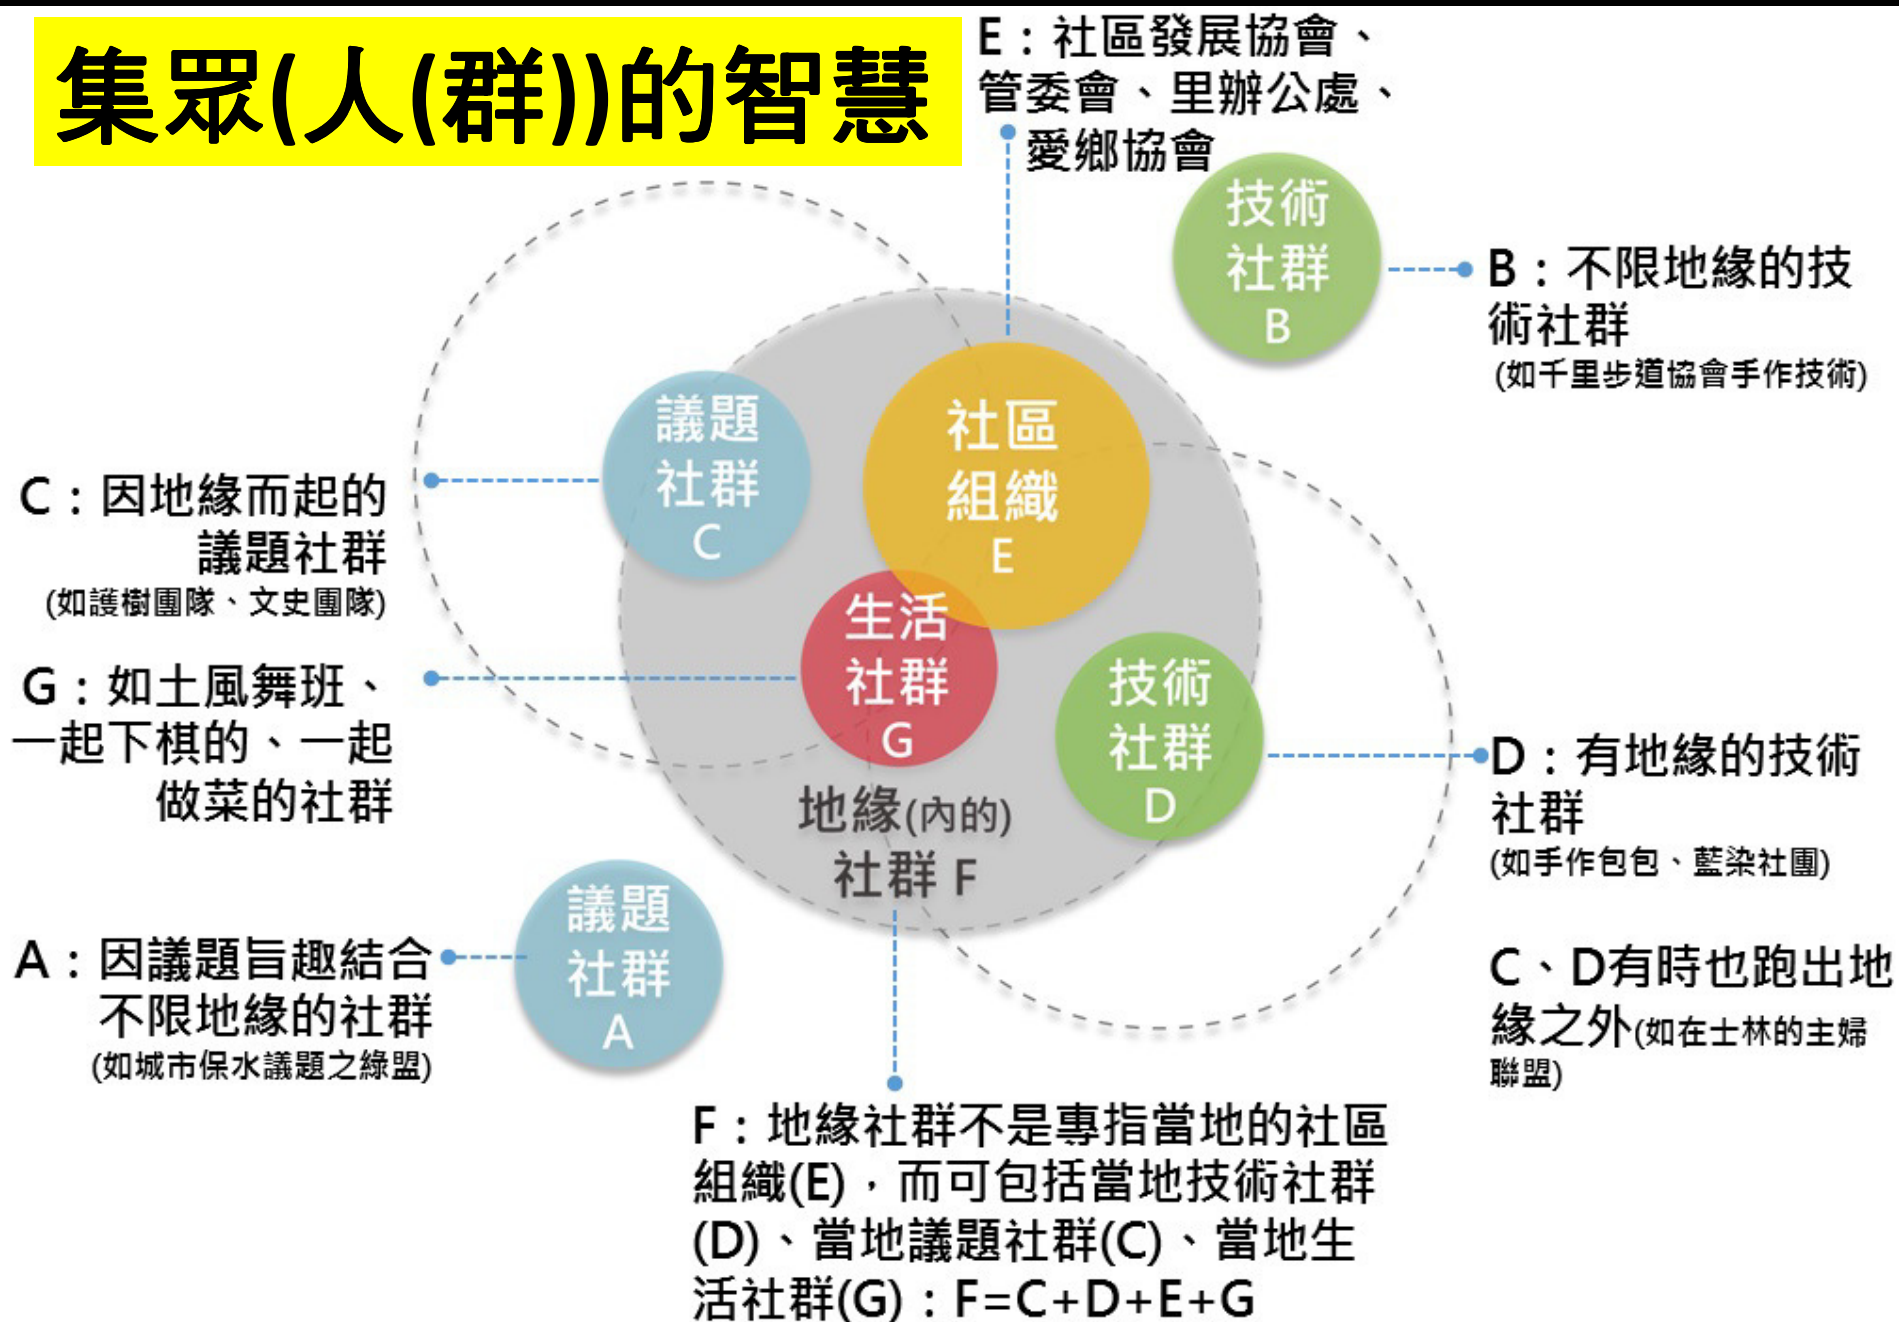 集眾(人(群))的智慧
E：社區發展協會、
管委會、里辦公處、
愛鄉協會
技術
社群
B
B：不限地緣的技
術社群
(如千里步道協會手作技術)
議題
社群
C
社區
組織
E
C：因地緣而起的
議題社群
(如護樹團隊、文史團隊)
生活
社群
G
G：如土風舞班、
一起下棋的、一起
做菜的社群
技術
社群
D
D：有地緣的技術
社群
(如手作包包、藍染社團)
地緣(內的)
社群 F
議題
社群
A
A：因議題旨趣結合
不限地緣的社群
(如城市保水議題之綠盟)
C、D有時也跑出地
緣之外(如在士林的主婦
聯盟)
F：地緣社群不是專指當地的社區
組織(E)，而可包括當地技術社群
(D)、當地議題社群(C)、當地生
活社群(G)：F=C+D+E+G